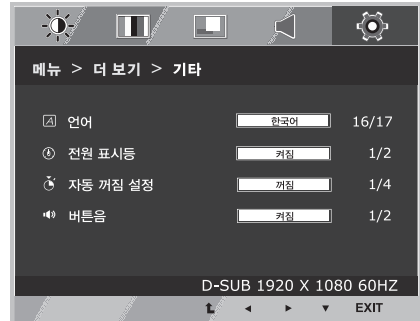 메뉴 > 더 보기 > 기타
언어 한국어 16/17
전원 표시등 켜짐 1/2
자동 꺼짐 설정 꺼짐 1/4
버튼음 켜짐 1/2
D-SUB 1920 X 1080 60HZ
EXIT